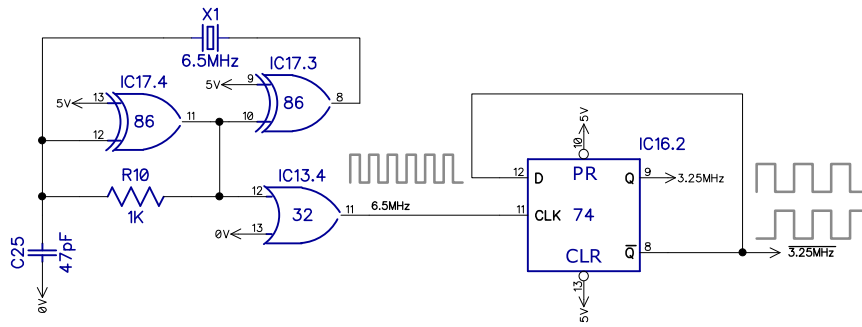 X1
6.5MHz
IC17.4
IC17.3
5V
13
86
12
11
5V
9
86
10
8
R10
1K
C25
47pF
0V
IC13.4
12
32
13
0V
11
6.5MHz
IC16.2
5V
10
12
D
PR
Q
9
3.25MHz
11
CLK
74
CLR
Q
8
3.25MHz
13
5V